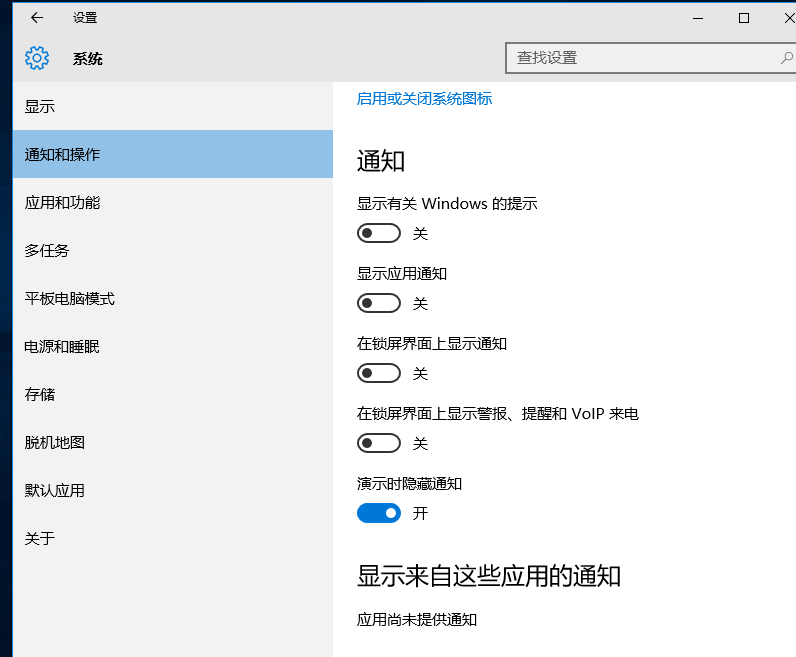 设置
系统
查找设置
显示
通知和操作
应用和功能
多任务
平板电脑模式
电源和睡眠
存储
脱机地图
默认应用
关于
启用或关闭系统图标
通知
显示有关 Windows 的提示
关
显示应用通知
关
在锁屏界面上显示通知
关
在锁屏界面上显示警报、提醒和 VoIP 来电
关
演示时隐藏通知
开
显示来自这些应用的通知
应用尚未提供通知